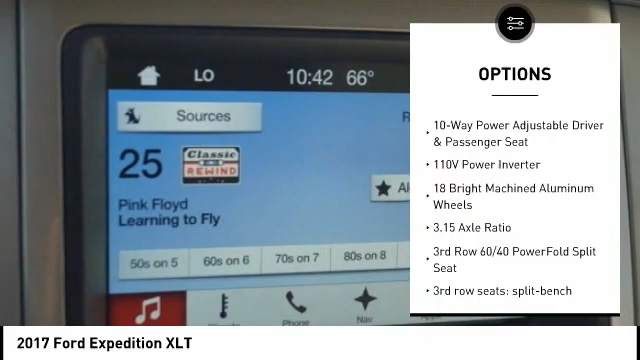 LO 10:42 66°
Sources
25 Classic REWIND
Pink Floyd
Learning to Fly
50s on 5 60s on 6 70s on 7 80s on 8
Phone Nav
OPTIONS
10-Way Power Adjustable Driver
& Passenger Seat
110V Power Inverter
18 Bright Machined Aluminum
Wheels
3.15 Axle Ratio
3rd Row 60/40 PowerFold Split
Seat
3rd row seats: split-bench
2017 Ford Expedition XLT